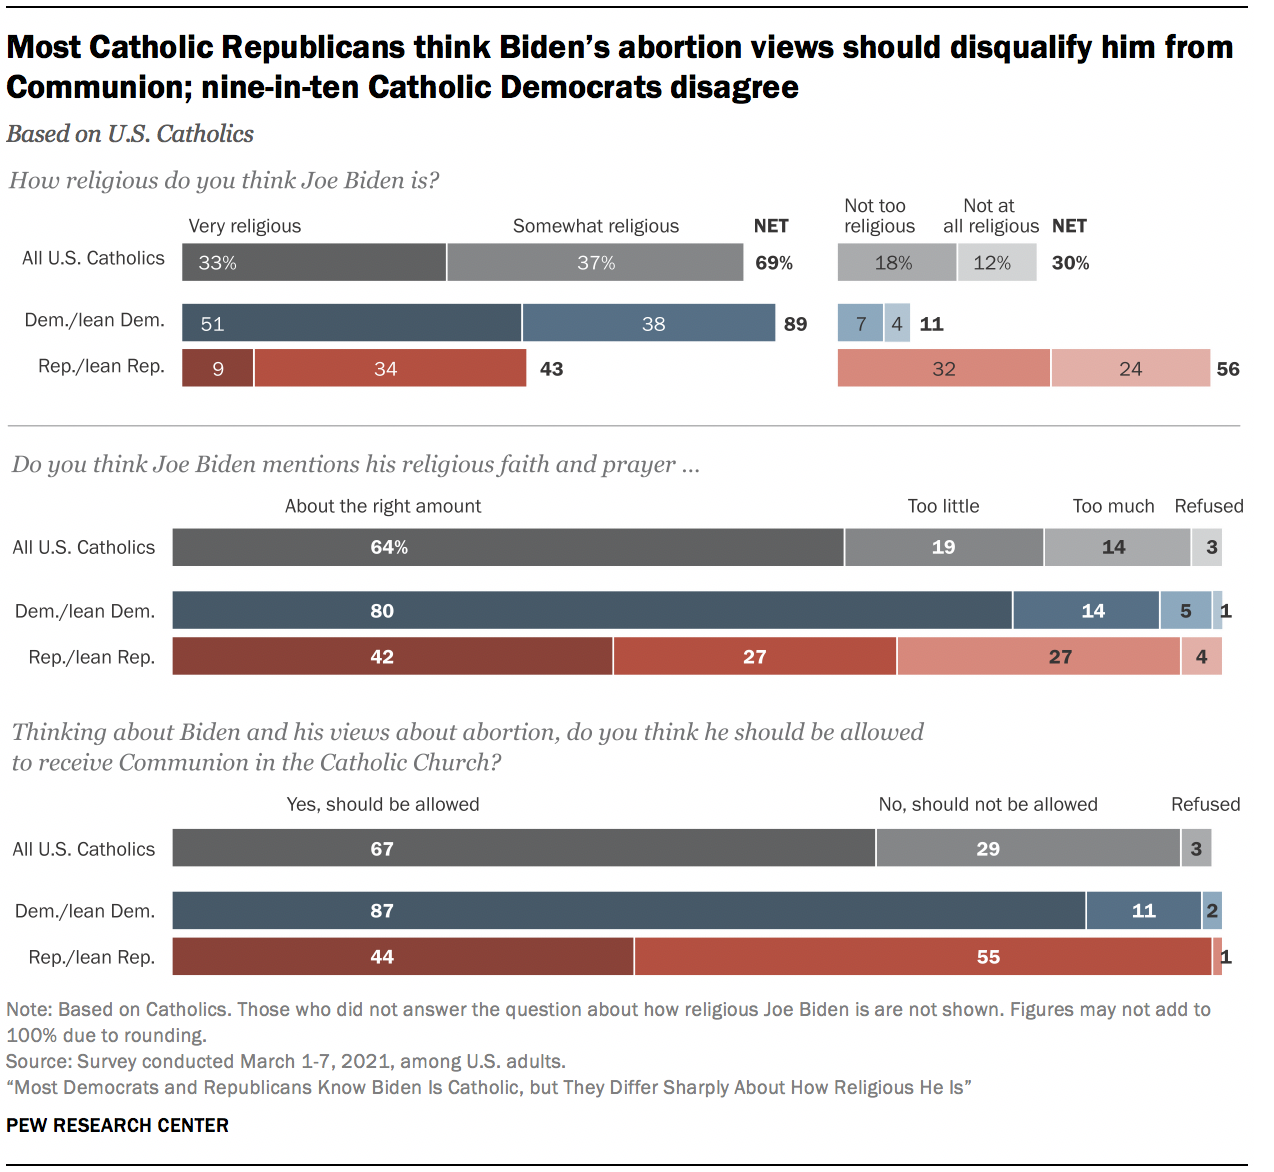 Most Catholic Republicans think Biden’s abortion views should disqualify him from
Communion; nine-in-ten Catholic Democrats disagree
Based on U.S. Catholics
How religious do you think Joe Biden is?
Very religious Somewhat religious NET Not too religious Not at all religious NET
All U.S. Catholics 33% 37% 69% 18% 12% 30%
Dem./lean Dem. 51 38 89 7 4 11
Rep./lean Rep. 9 34 43 32 24 56
Do you think Joe Biden mentions his religious faith and prayer ...
About the right amount Too little Too much Refused
All U.S. Catholics 64% 19 14 3
Dem./lean Dem. 80 14 5 1
Rep./lean Rep. 42 27 27 4
Thinking about Biden and his views about abortion, do you think he should be allowed
to receive Communion in the Catholic Church?
Yes, should be allowed No, should not be allowed Refused
All U.S. Catholics 67 29 3
Dem./lean Dem. 87 11 2
Rep./lean Rep. 44 55 1
Note: Based on Catholics. Those who did not answer the question about how religious Joe Biden is are not shown. Figures may not add to
100% due to rounding.
Source: Survey conducted March 1-7, 2021, among U.S. adults.
“Most Democrats and Republicans Know Biden Is Catholic, but They Differ Sharply About How Religious He Is”
PEW RESEARCH CENTER